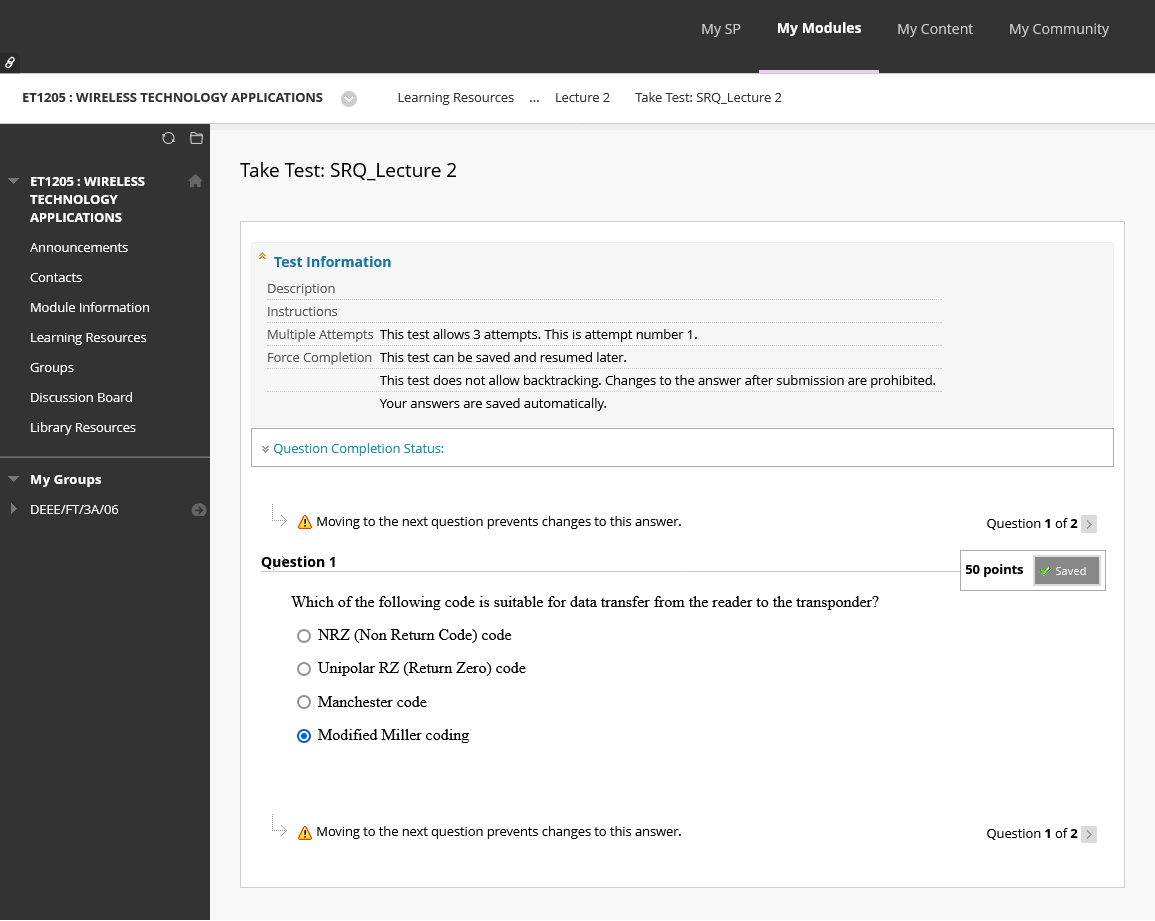 My SP
My Modules
My Content
My Community
ET1205 : WIRELESS TECHNOLOGY APPLICATIONS
Learning Resources ... Lecture 2 Take Test: SRQ_Lecture 2
ET1205 : WIRELESS
TECHNOLOGY
APPLICATIONS
Announcements
Contacts
Module Information
Learning Resources
Groups
Discussion Board
Library Resources
My Groups
DEEE/FT/3A/06
Take Test: SRQ_Lecture 2
Test Information
Description
Instructions
Multiple Attempts This test allows 3 attempts. This is attempt number 1.
Force Completion This test can be saved and resumed later.
This test does not allow backtracking. Changes to the answer after submission are prohibited.
Your answers are saved automatically.
Question Completion Status:
Moving to the next question prevents changes to this answer.
Question 1 of 2
Question 1
50 points
Saved
Which of the following code is suitable for data transfer from the reader to the transponder?
NRZ (Non Return Code) code
Unipolar RZ (Return Zero) code
Manchester code
Modified Miller coding
Moving to the next question prevents changes to this answer.
Question 1 of 2